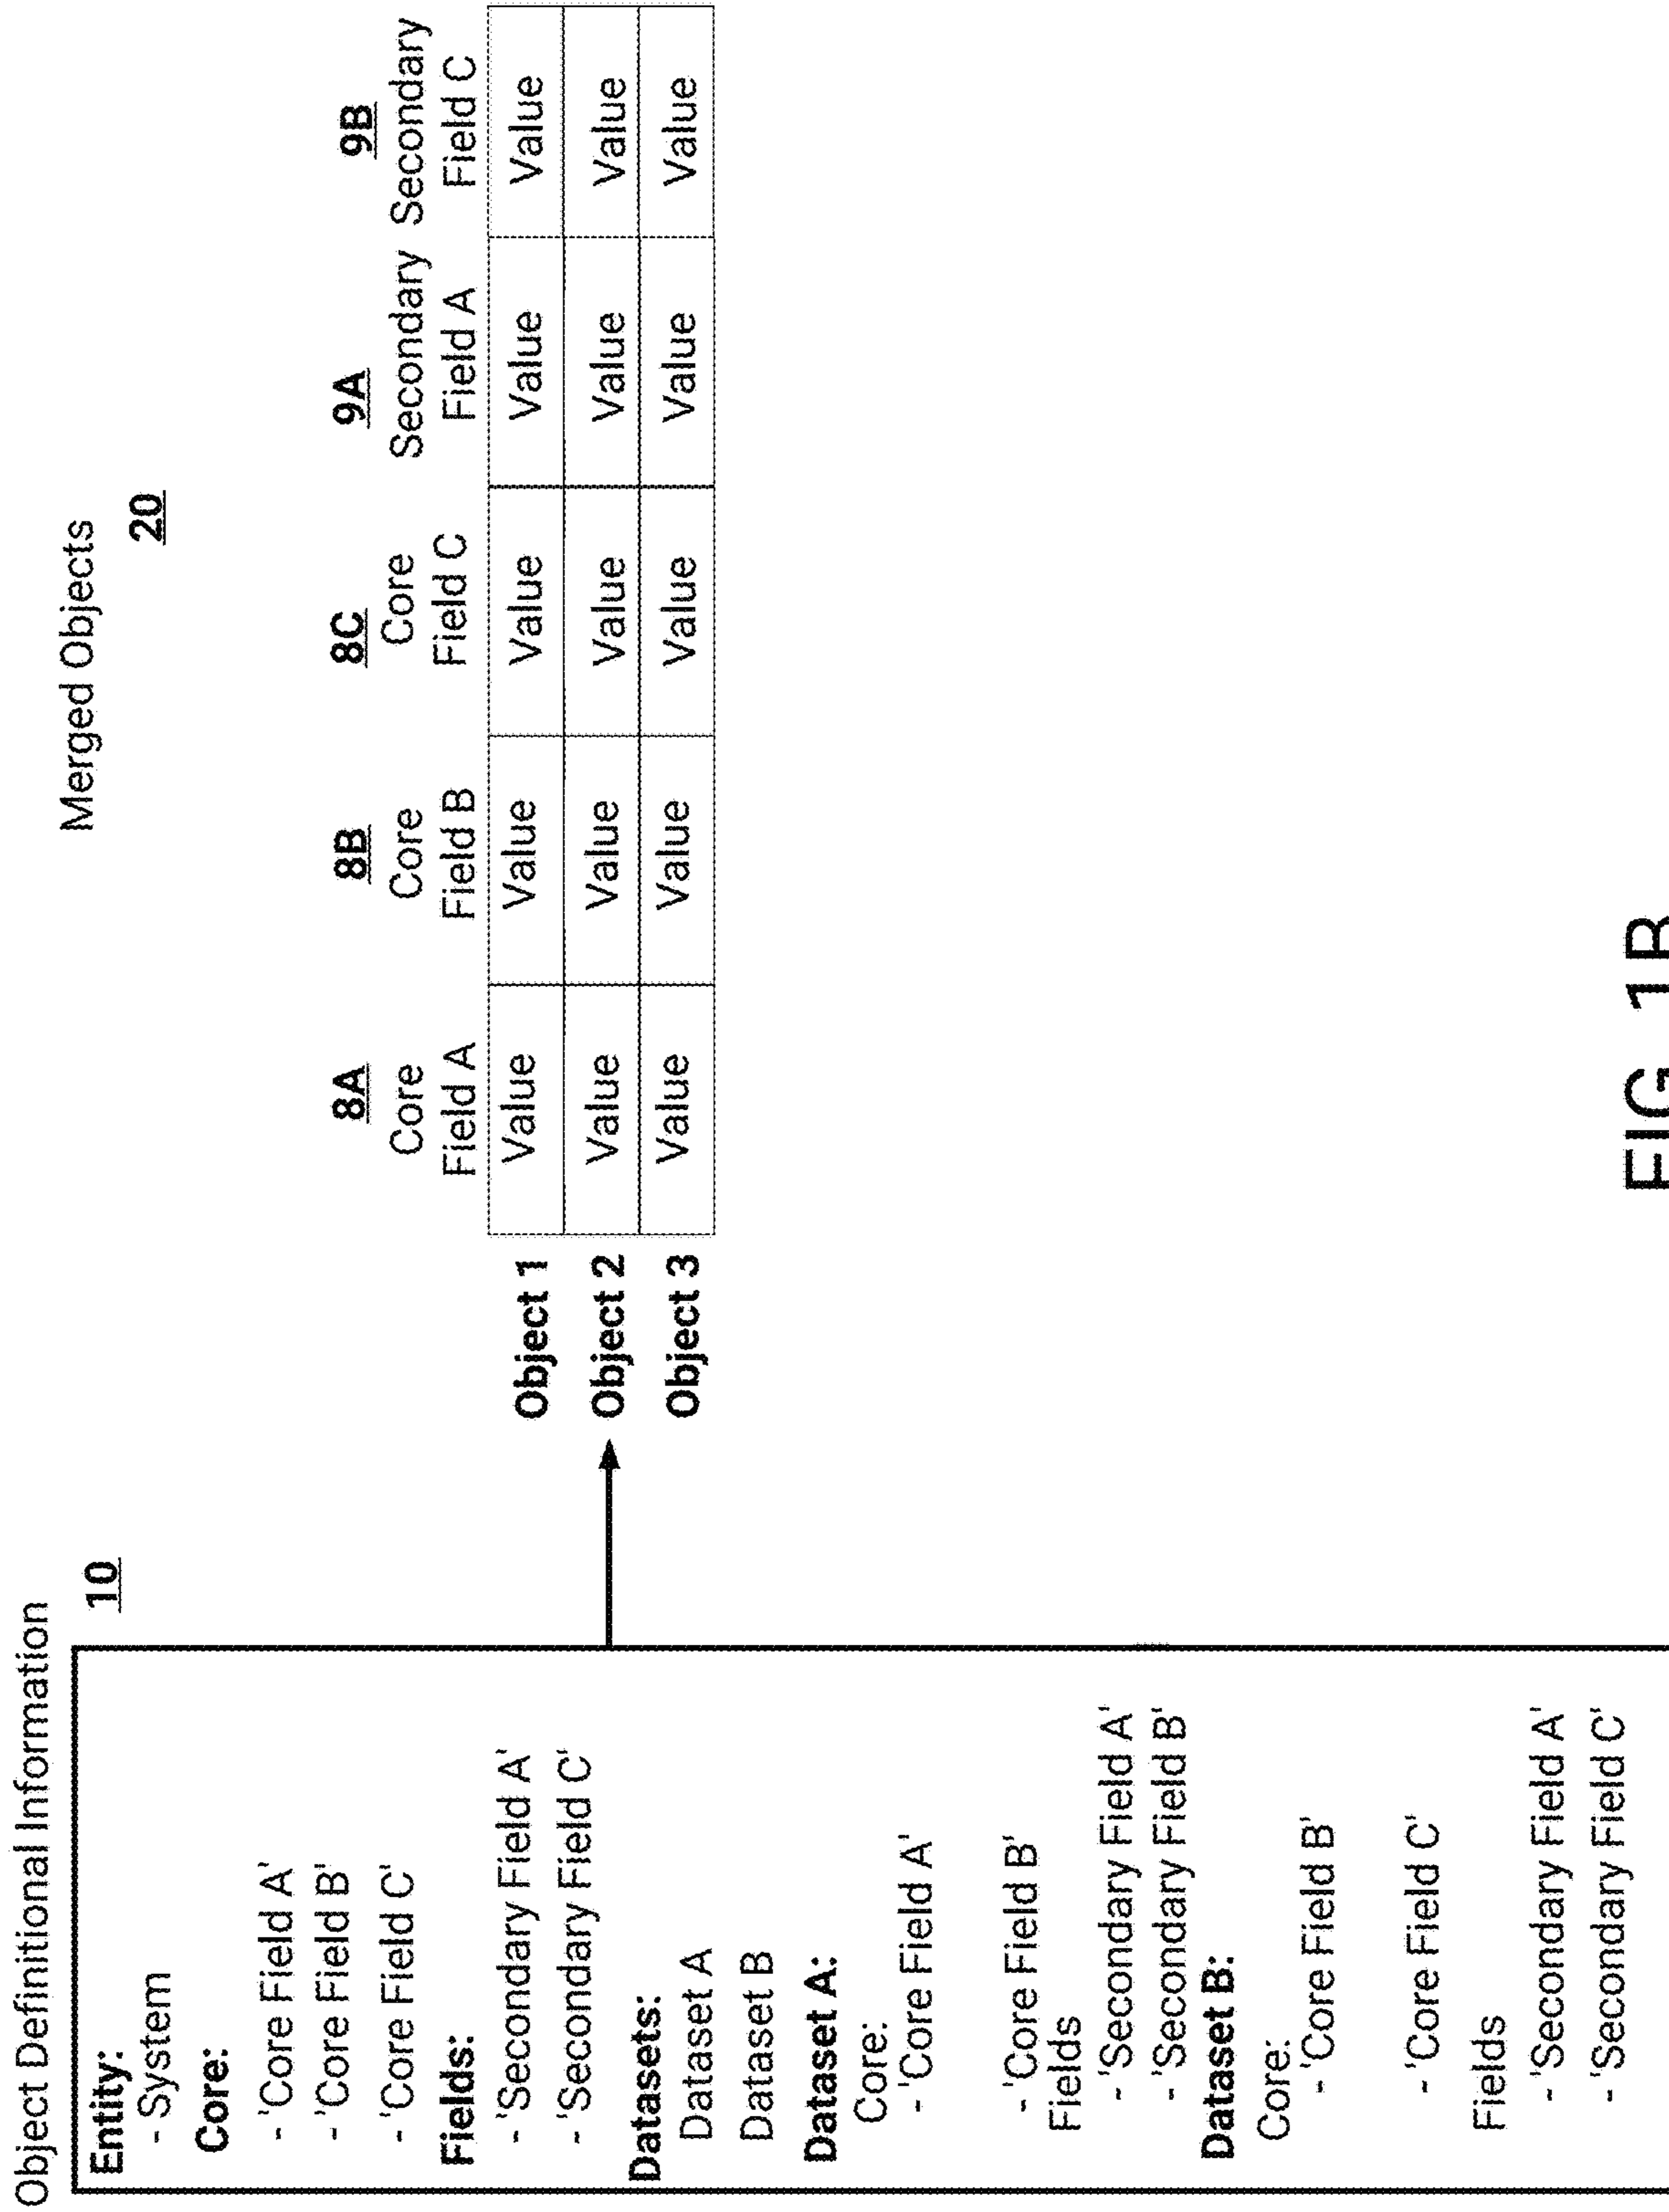 Object Definitional Information
10
Entity:
- System
Core:
- 'Core Field A'
- 'Core Field B'
- 'Core Field C'
Fields:
- 'Secondary Field A'
- 'Secondary Field C'
Datasets:
Dataset A
Dataset B
Dataset A:
Core:
- 'Core Field A'
- 'Core Field B'
Fields
- 'Secondary Field A'
- 'Secondary Field B'
Dataset B:
Core:
- 'Core Field B'
- 'Core Field C'
Fields
- 'Secondary Field A'
- 'Secondary Field C'
Merged Objects
20
8A 8B 8C 9A 9B
Core Core Core Secondary Secondary
Field A Field B Field C Field A Field C
Object 1 Value Value Value Value Value
Object 2 Value Value Value Value Value
Object 3 Value Value Value Value Value
FIG. 1B